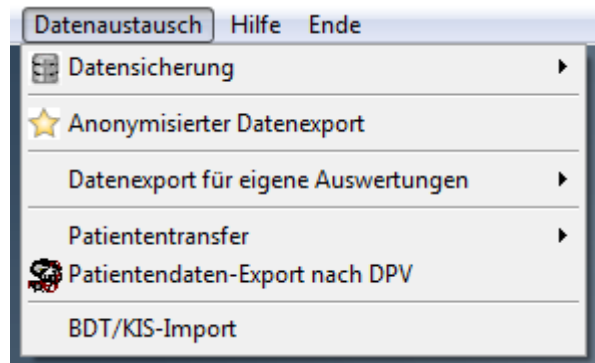 Datenaustausch Hilfe Ende
Datensicherung
Anonymisierter Datenexport
Datenexport für eigene Auswertungen
Patiententransfer
Patientendaten-Export nach DPV
BDT/KIS-Import